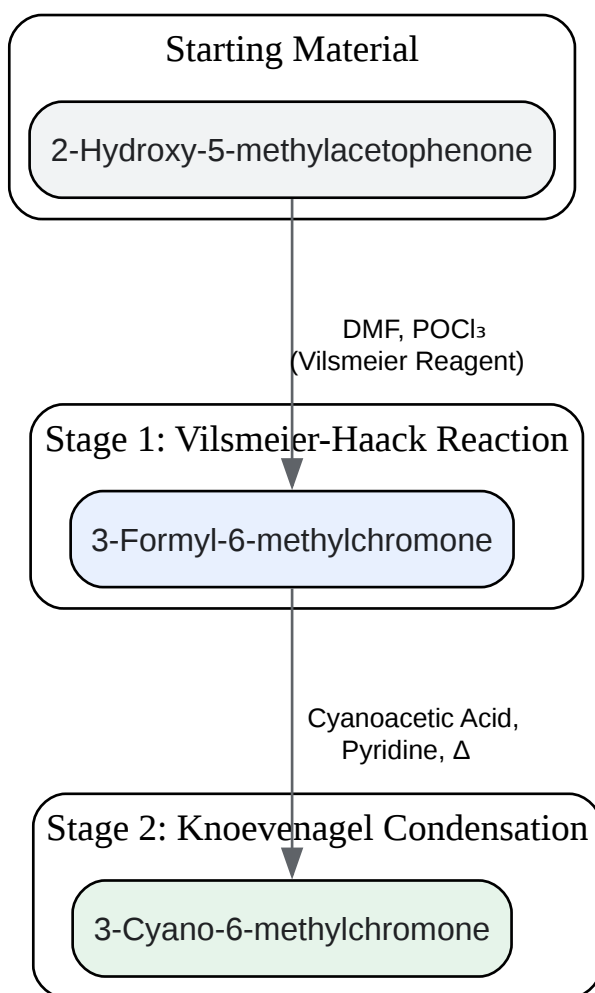 Starting Material
2-Hydroxy-5-methylacetophenone
DMF, POCl₃
(Vilsmeier Reagent)
Stage 1: Vilsmeier-Haack Reaction
3-Formyl-6-methylchromone
Cyanoacetic Acid,
Pyridine, Δ
Stage 2: Knoevenagel Condensation
3-Cyano-6-methylchromone